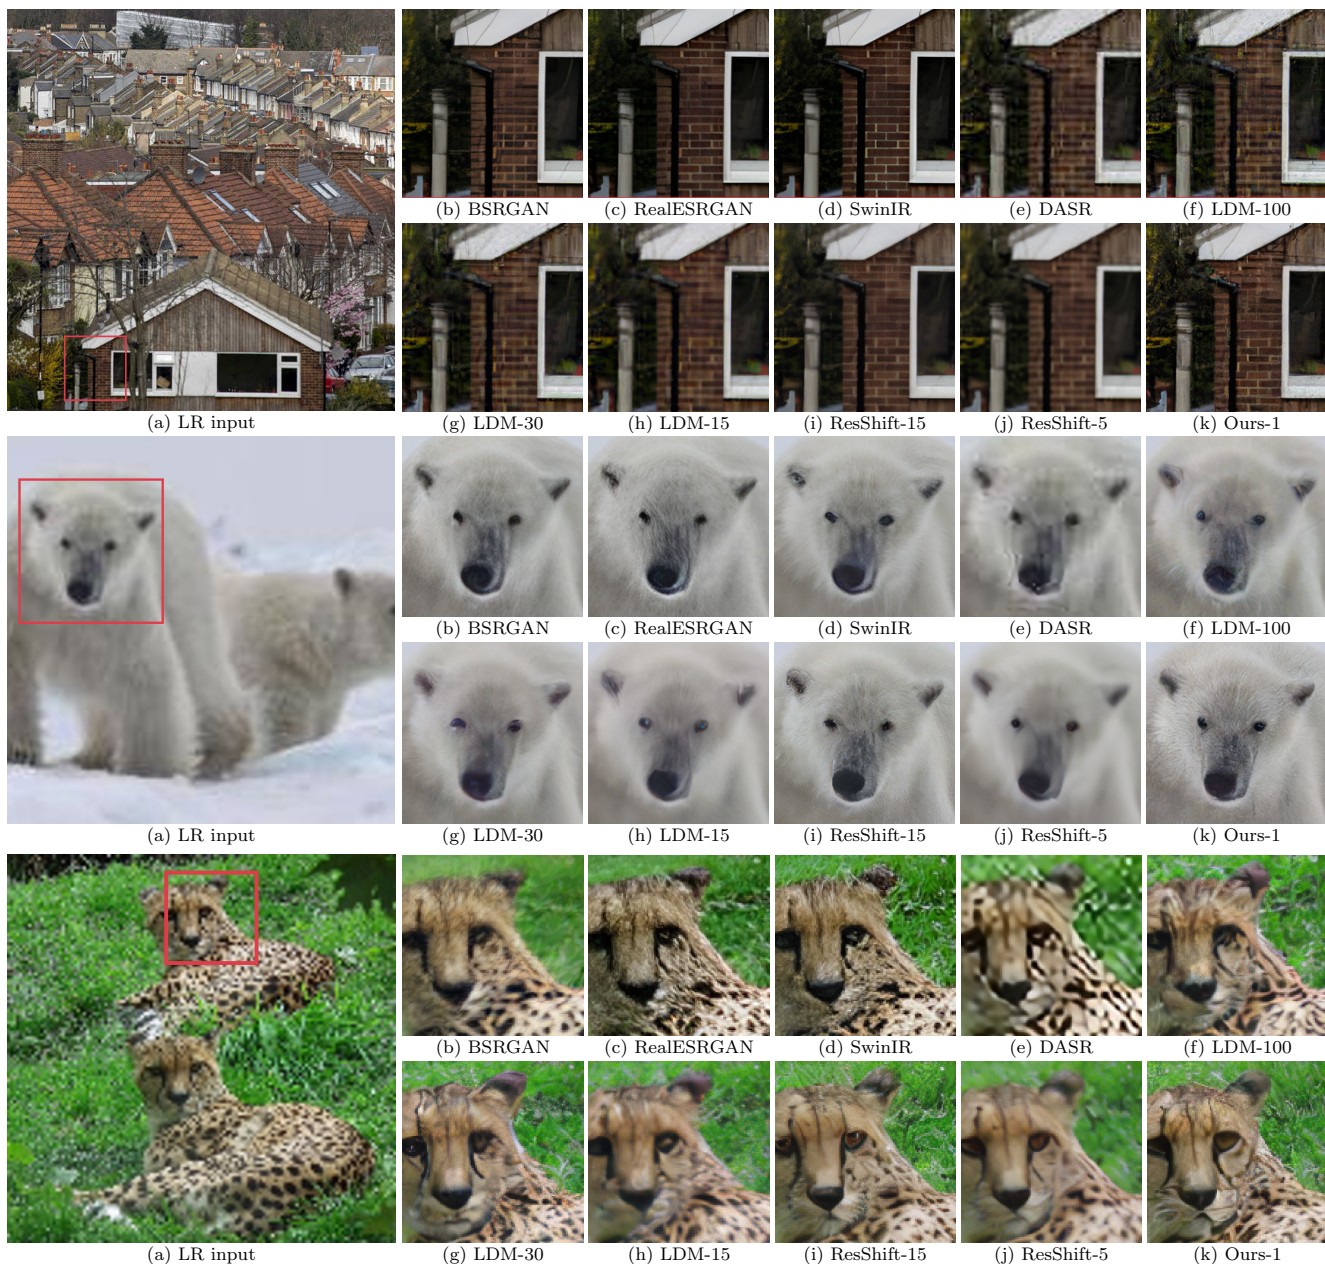 (b) BSRGAN (c) RealESRGAN (d) SwinIR (e) DASR (f) LDM-100
(a) LR input (g) LDM-30 (h) LDM-15 (i) ResShift-15 (j) ResShift-5 (k) Ours-1
(b) BSRGAN (c) RealESRGAN (d) SwinIR (e) DASR (f) LDM-100
(a) LR input (g) LDM-30 (h) LDM-15 (i) ResShift-15 (j) ResShift-5 (k) Ours-1
(b) BSRGAN (c) RealESRGAN (d) SwinIR (e) DASR (f) LDM-100
(a) LR input (g) LDM-30 (h) LDM-15 (i) ResShift-15 (j) ResShift-5 (k) Ours-1